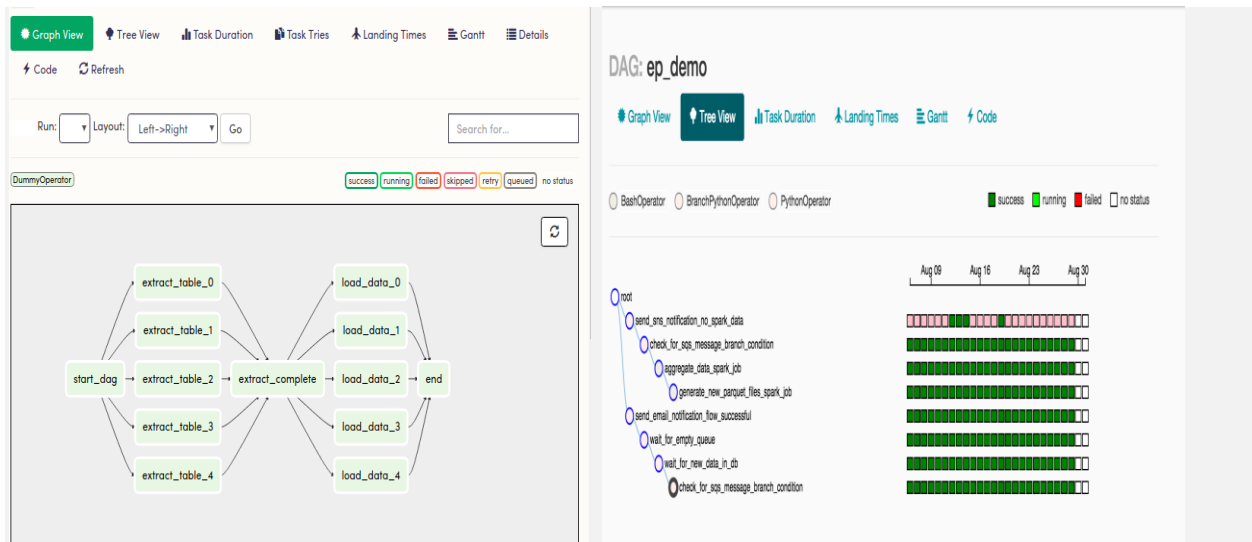 Graph View Tree View Task Duration Task Tries Landing Times Gantt Details
Code Refresh
Run: Layout: Left->Right Go Search for...
DummyOperator success running failed skipped retry queued no status
extract_table_0 load_data_0
extract_table_1 load_data_1
start_dag extract_table_2 extract_complete load_data_2 end
extract_table_3 load_data_3
extract_table_4 load_data_4
DAG: ep_demo
Graph View Tree View Task Duration Landing Times Gantt Code
BashOperator BranchPythonOperator PythonOperator success running failed no status
Aug 09 Aug 16 Aug 23 Aug 30
root
send_sns_notification_no_spark_data
check_for_sqs_message_branch_condition
aggregate_data_spark_job
generate_new_parquet_files_spark_job
send_email_notification_flow_successful
wait_for_empty_queue
wait_for_new_data_in_db
check_for_sqs_message_branch_condition